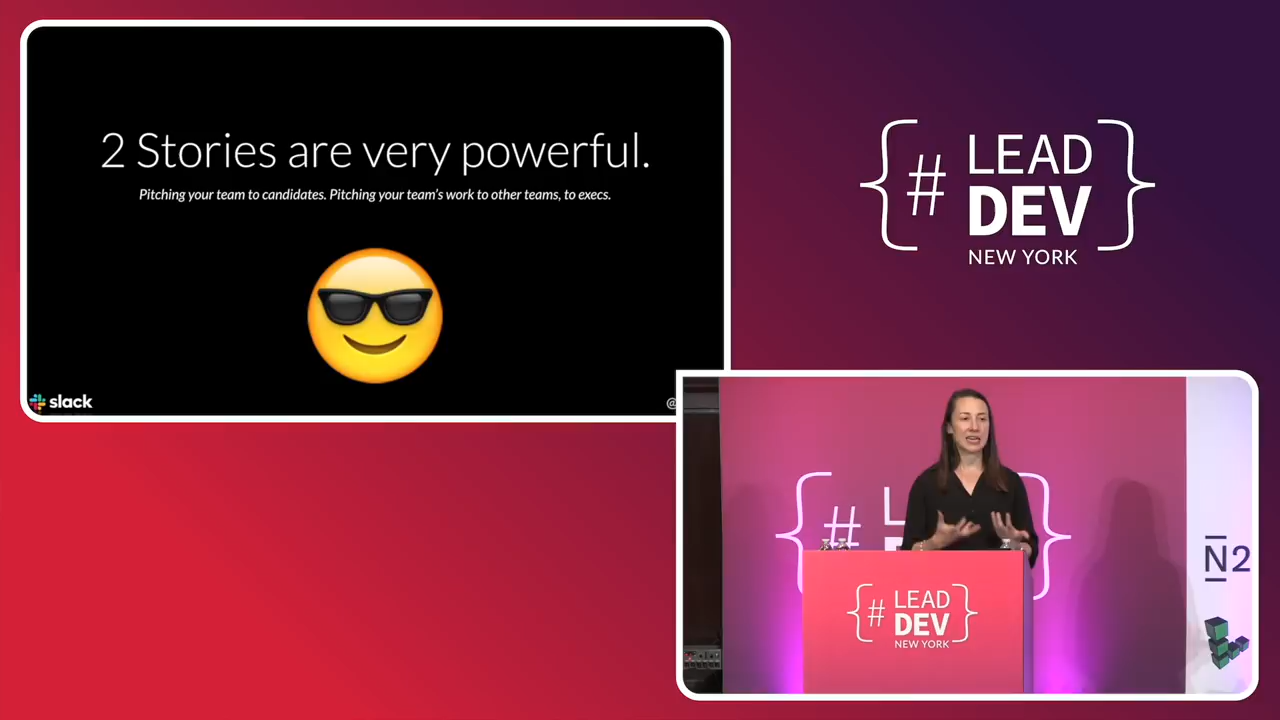 2 Stories are very powerful.
Pitching your team to candidates. Pitching your team's work to other teams, to execs.
slack
@
# LEAD
DEV
NEW YORK
#
N2
# LEAD
DEV
NEW YORK